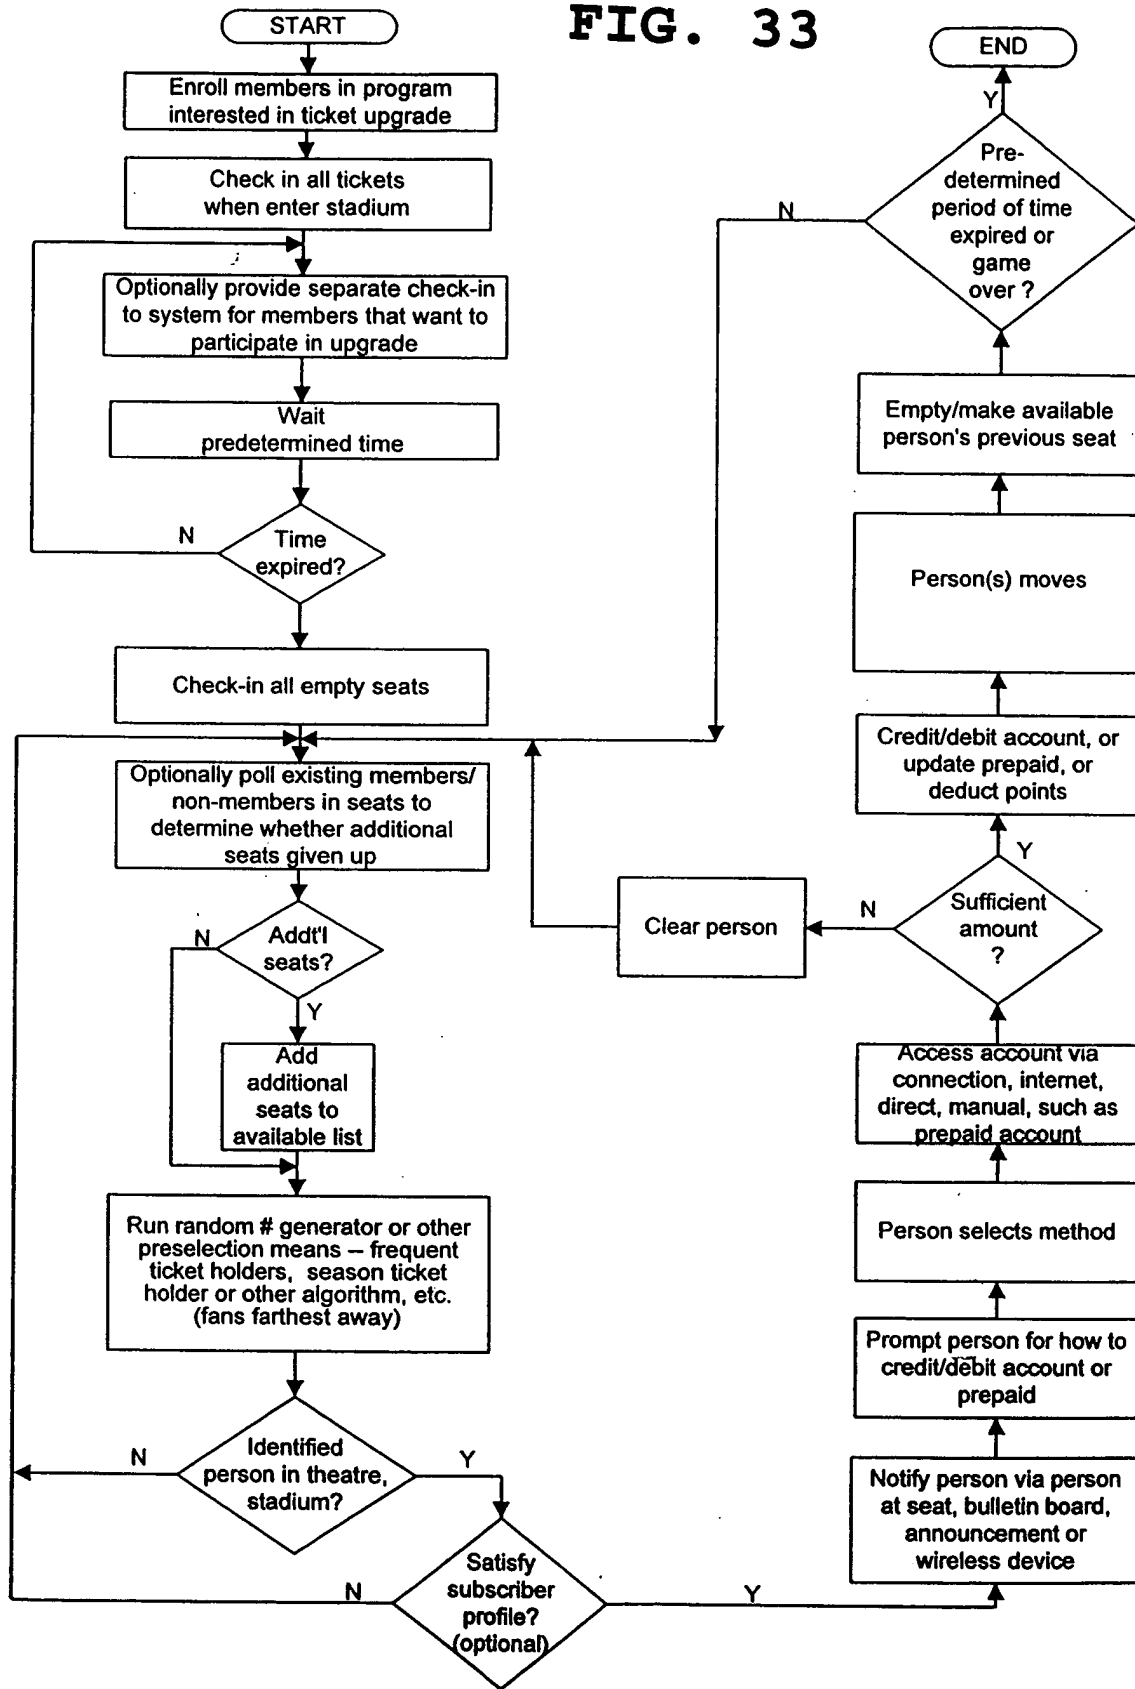 FIG. 33
START
Enroll members in program
interested in ticket upgrade
Check in all tickets
when enter stadium
Optionally provide separate check-in
to system for members that want to
participate in upgrade
Wait
predetermined time
Time
expired?
N
Check-in all empty seats
Optionally poll existing members/
non-members in seats to
determine whether additional
seats given up
Addt'l
seats?
N
Y
Add
additional
seats to
available list
Run random # generator or other
preselection means – frequent
ticket holders, season ticket
holder or other algorithm, etc.
(fans farthest away)
Identified
person in theatre,
stadium?
N
Y
Satisfy
subscriber
profile?
(optional)
N
Y
Notify person via person
at seat, bulletin board,
announcement or
wireless device
Prompt person for how to
credit/debit account or
prepaid
Person selects method
Access account via
connection, internet,
direct, manual, such as
prepaid account
Sufficient
amount
?
N
Y
Clear person
Credit/debit account, or
update prepaid, or
deduct points
Person(s) moves
Empty/make available
person's previous seat
Pre-
determined
period of time
expired or
game
over ?
N
Y
END